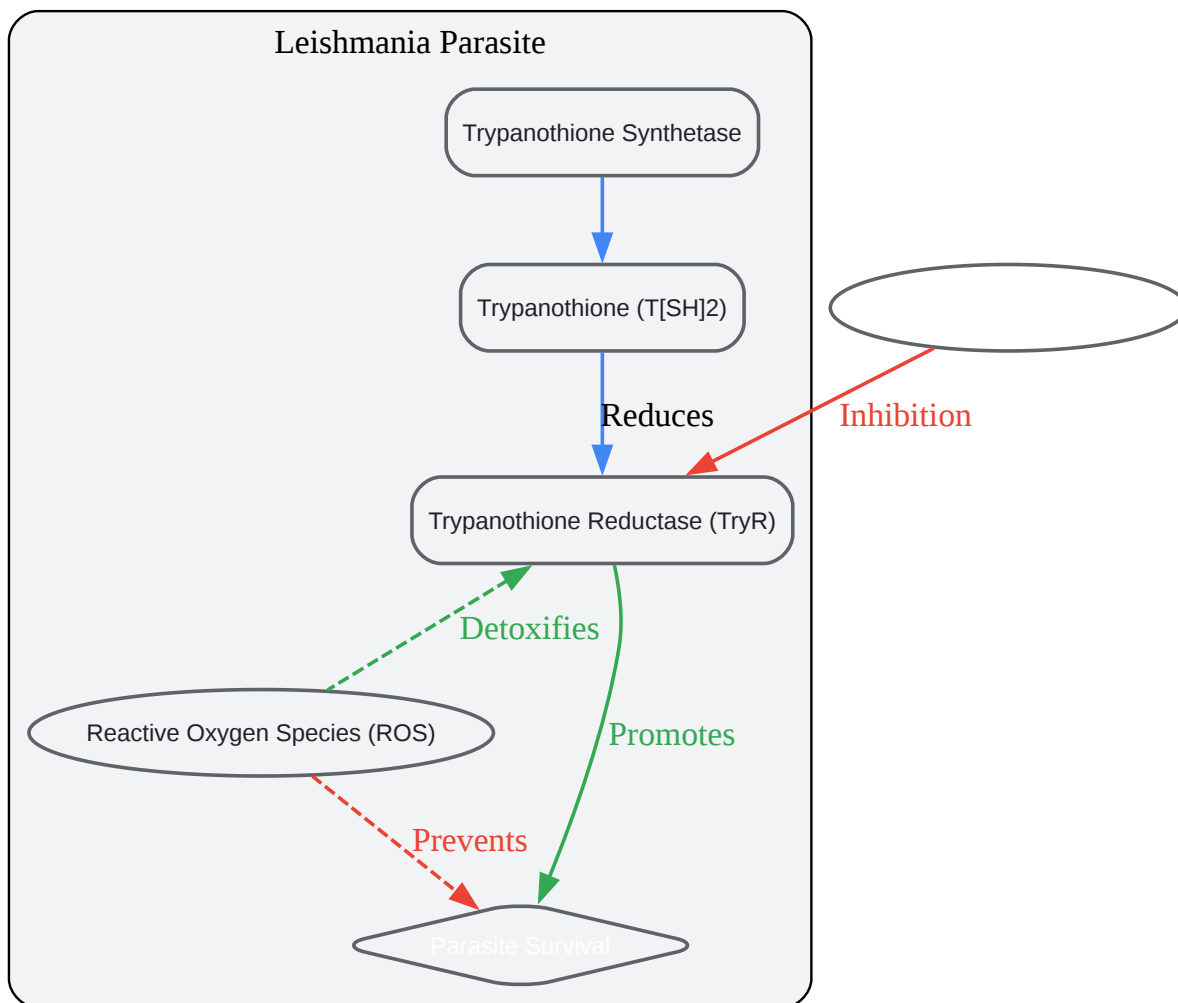 Leishmania Parasite
Trypanothione Synthetase
Trypanothione (T[SH]2)
Reduces
Inhibition
Trypanothione Reductase (TryR)
Detoxifies
Reactive Oxygen Species (ROS)
Promotes
Prevents
Parasite Survival